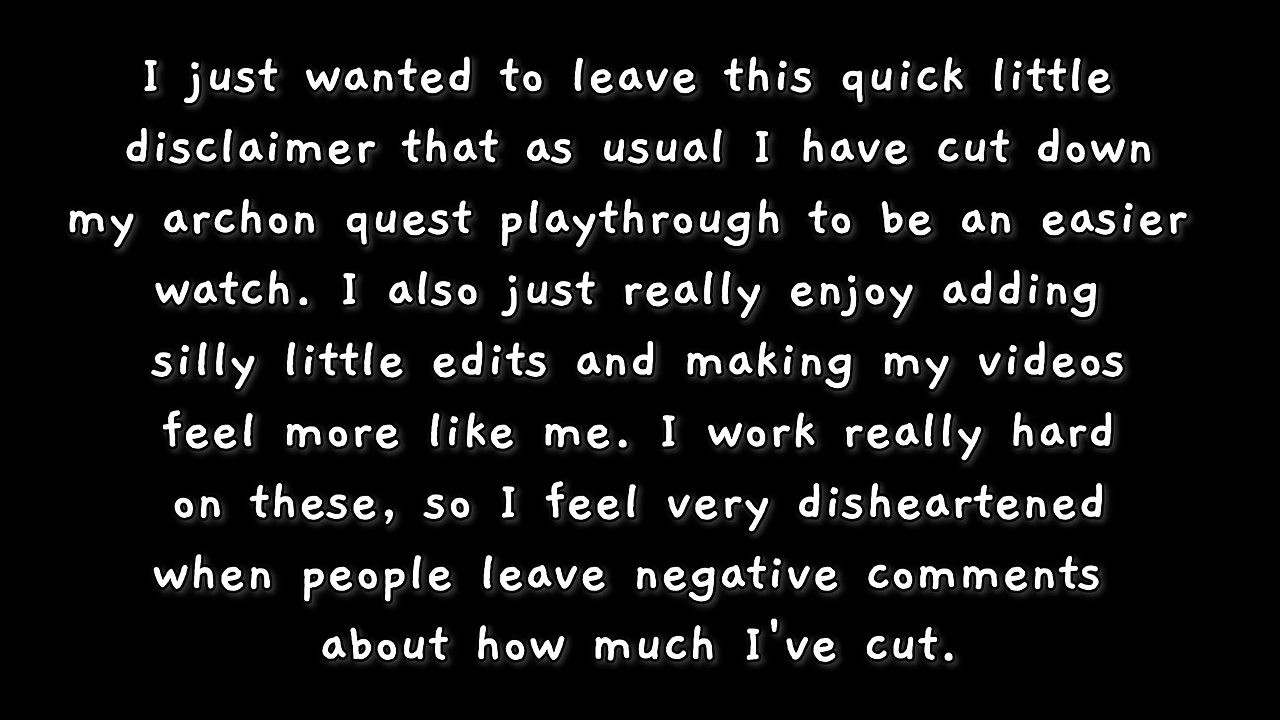 I just wanted to leave this quick little
disclaimer that as usual I have cut down
my archon quest playthrough to be an easier
watch. I also just really enjoy adding
silly little edits and making my videos
feel more like me. I work really hard
on these, so I feel very disheartened
when people leave negative comments
about how much I've cut.